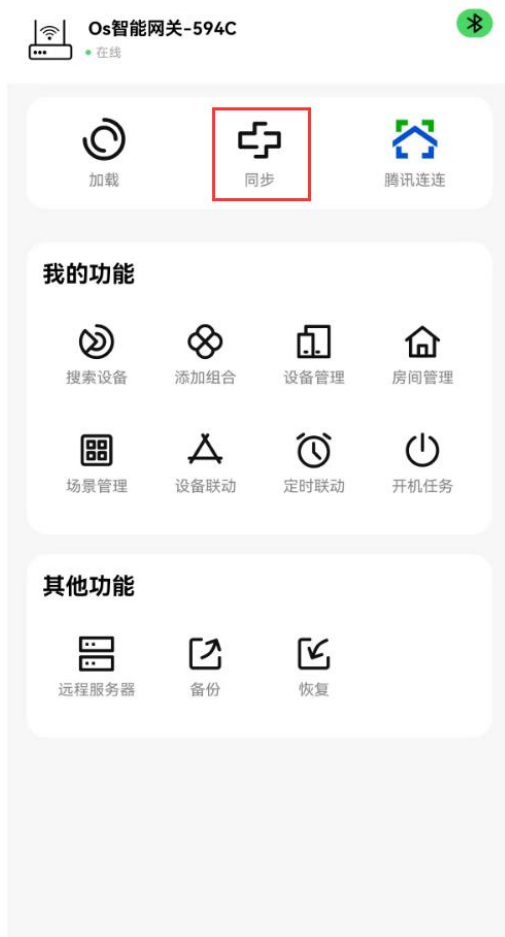 Os智能网关-594C
在线
加载 同步 腾讯连连
我的功能
搜索设备 添加组合 设备管理 房间管理
场景管理 设备联动 定时联动 开机任务
其他功能
远程服务器 备份 恢复